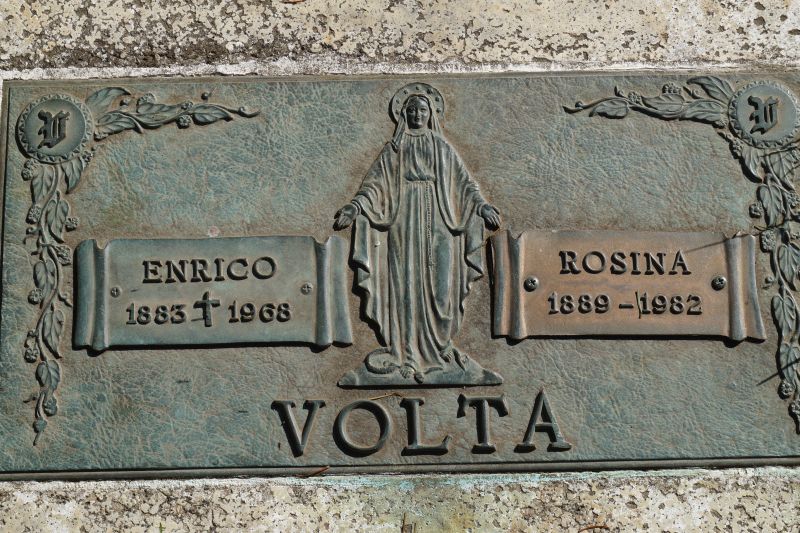 ENRICO
1883 ✝ 1968
ROSINA
1889 - 1982
VOLTA